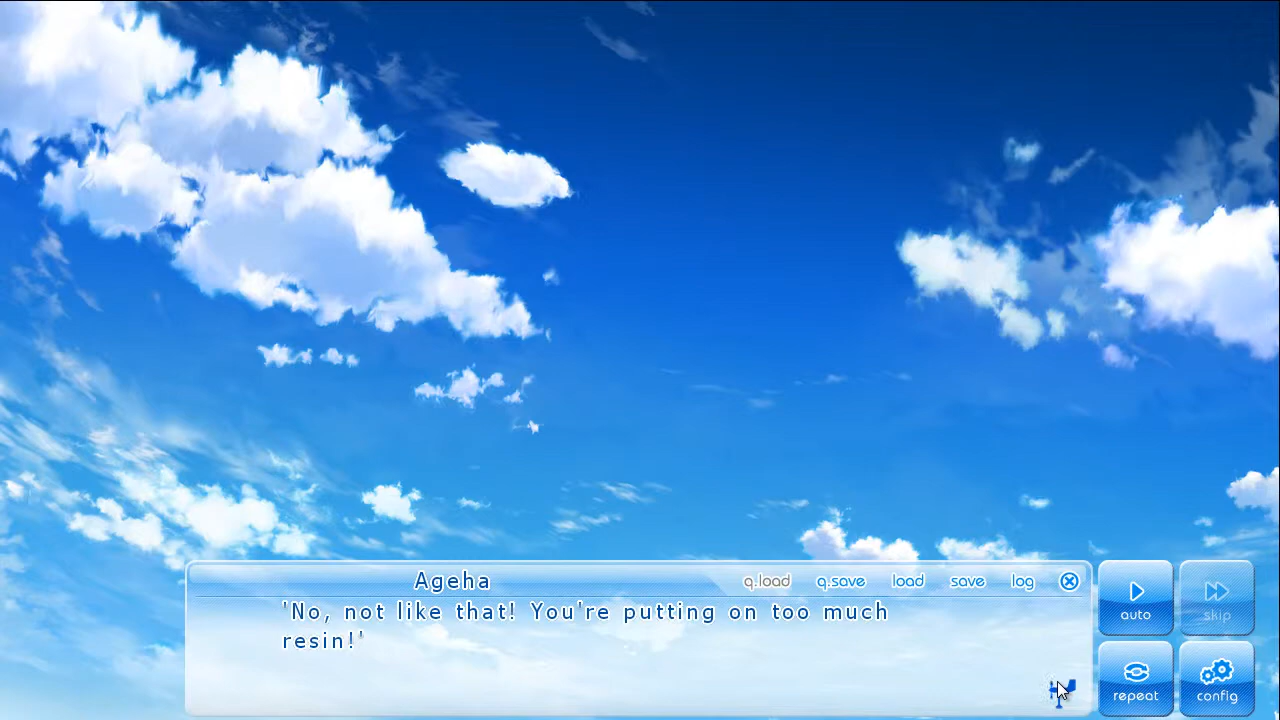 Ageha
q.load q.save load save log
'No, not like that! You're putting on too much
resin!'
auto
skip
repeat
config